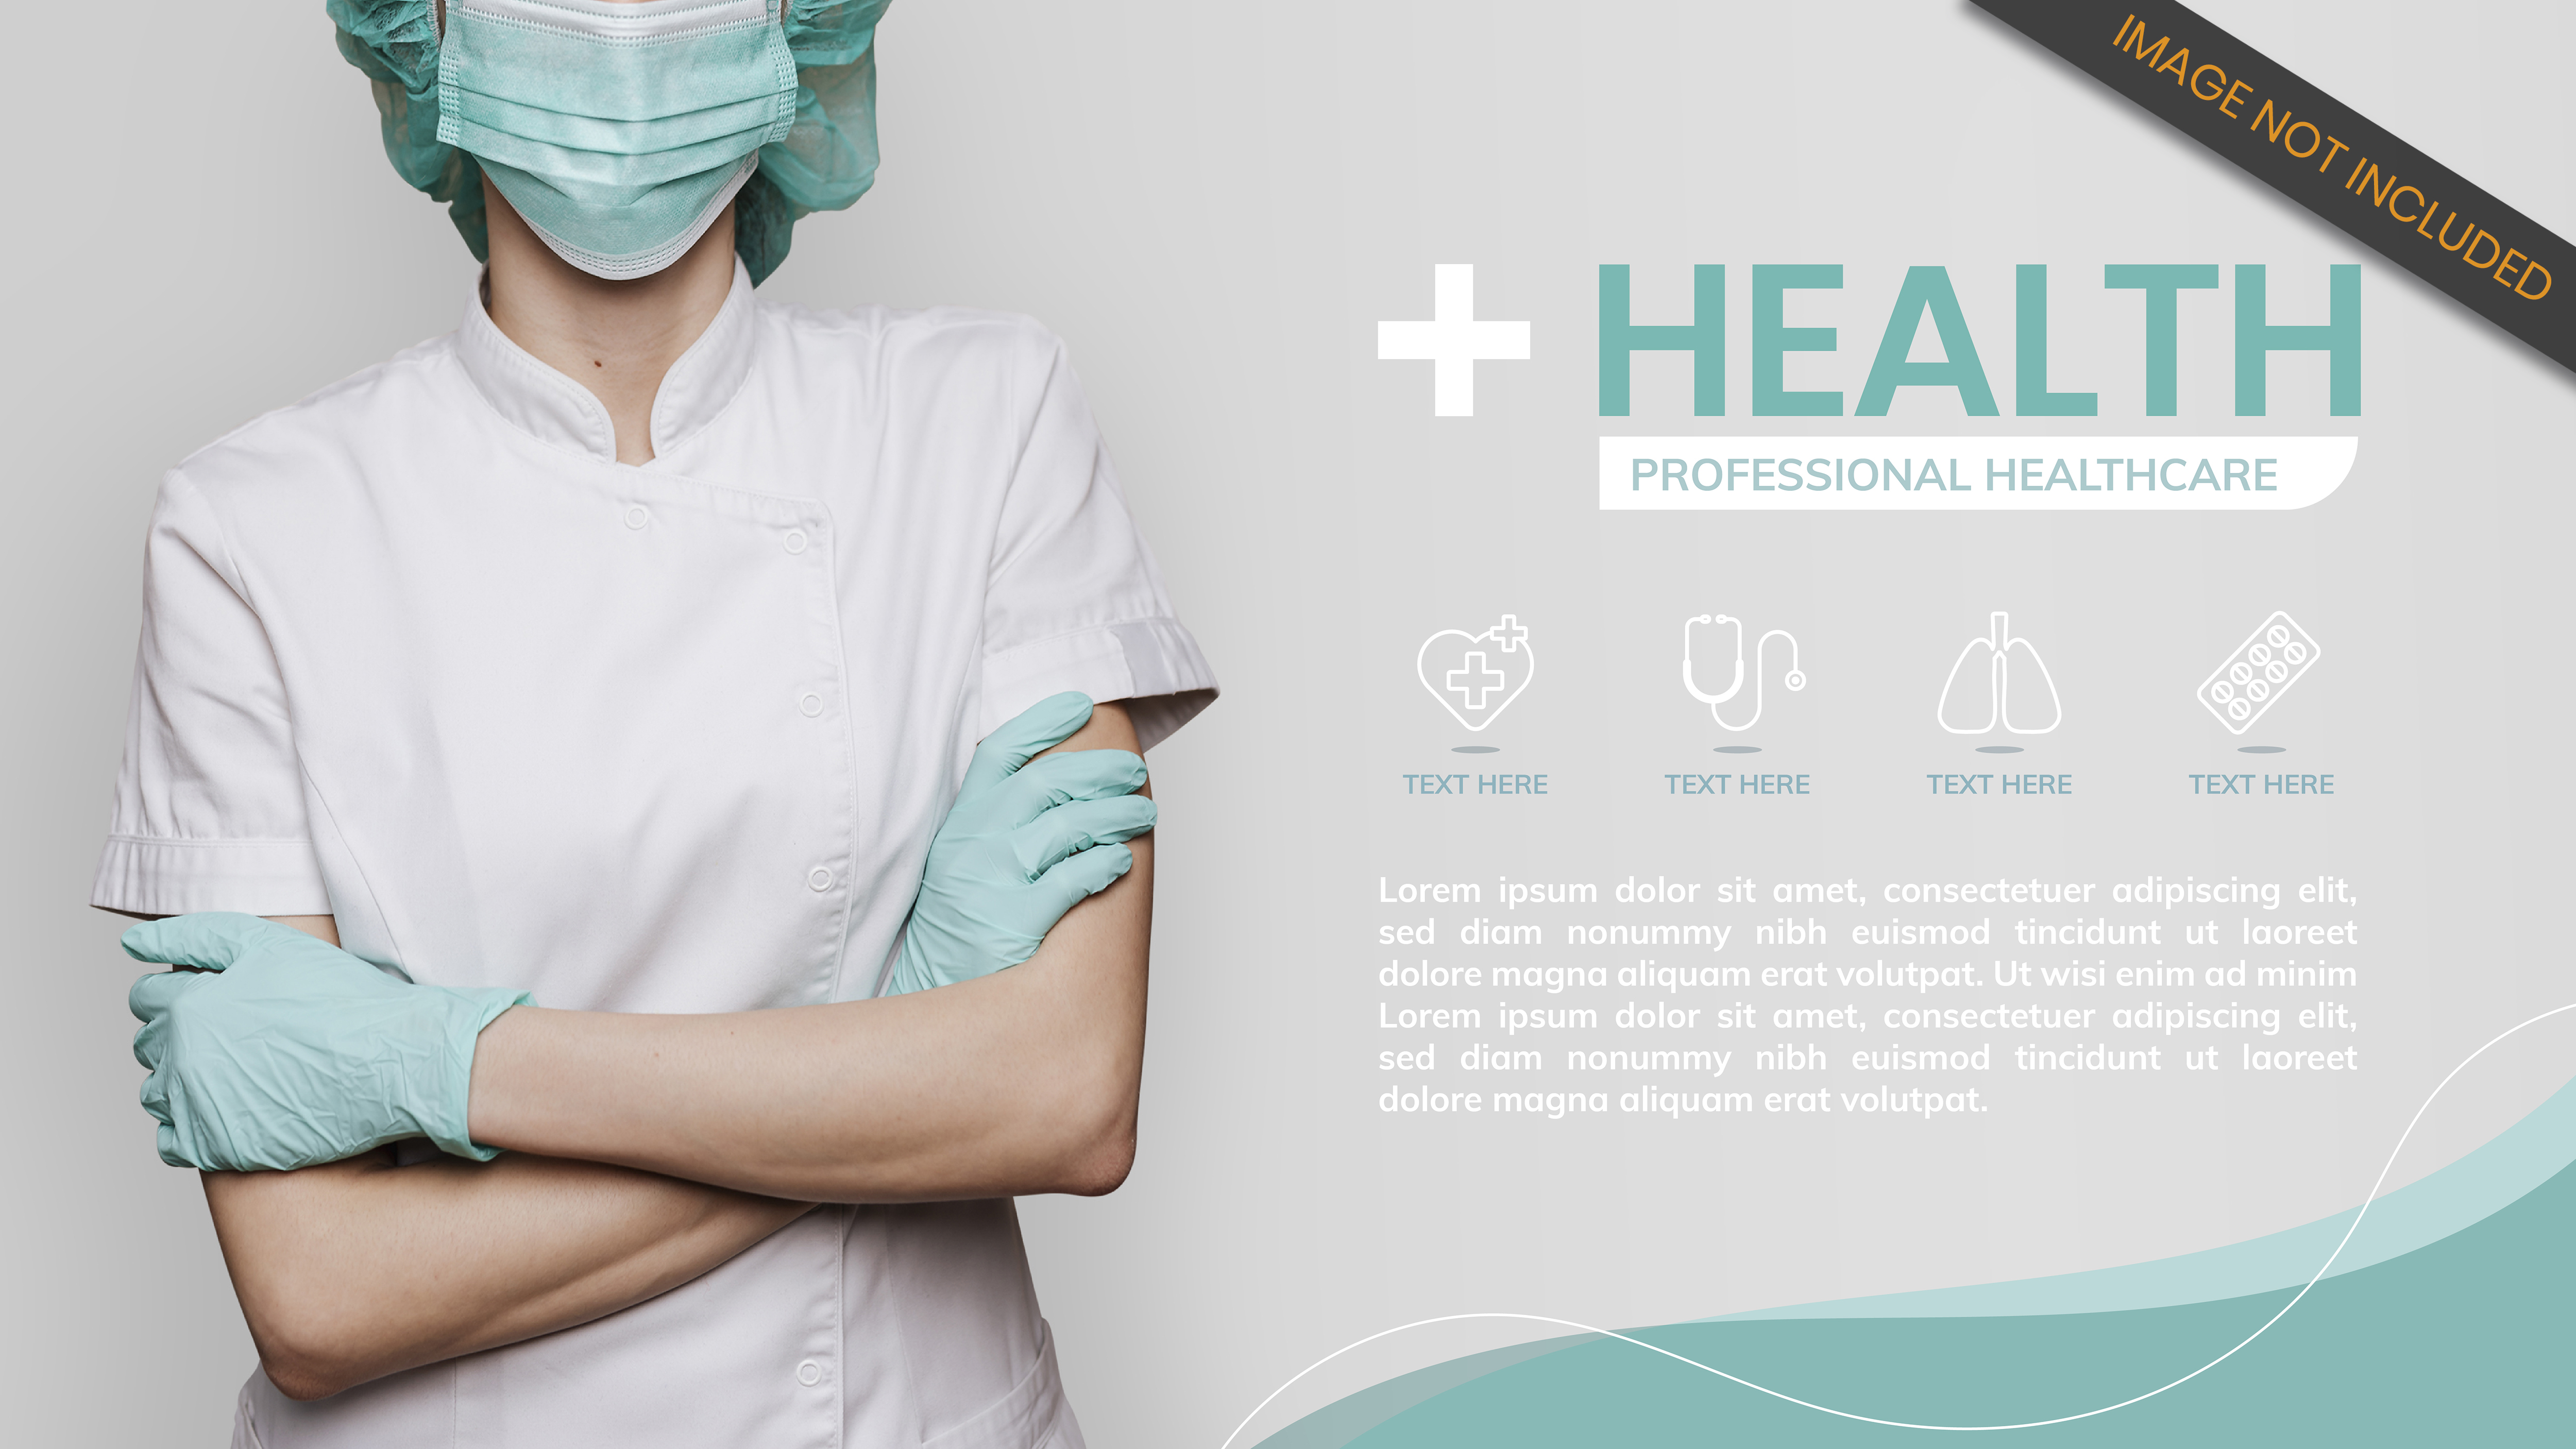 IMAGE NOT INCLUDED
HEALTH
PROFESSIONAL HEALTHCARE
TEXT HERE
TEXT HERE
TEXT HERE
TEXT HERE
Lorem ipsum dolor sit amet, consectetuer adipiscing elit,
sed diam nonummy nibh euismod tincidunt ut laoreet
dolore magna aliquam erat volutpat. Ut wisi enim ad minim
Lorem ipsum dolor sit amet, consectetuer adipiscing elit,
sed diam nonummy nibh euismod tincidunt ut laoreet
dolore magna aliquam erat volutpat.